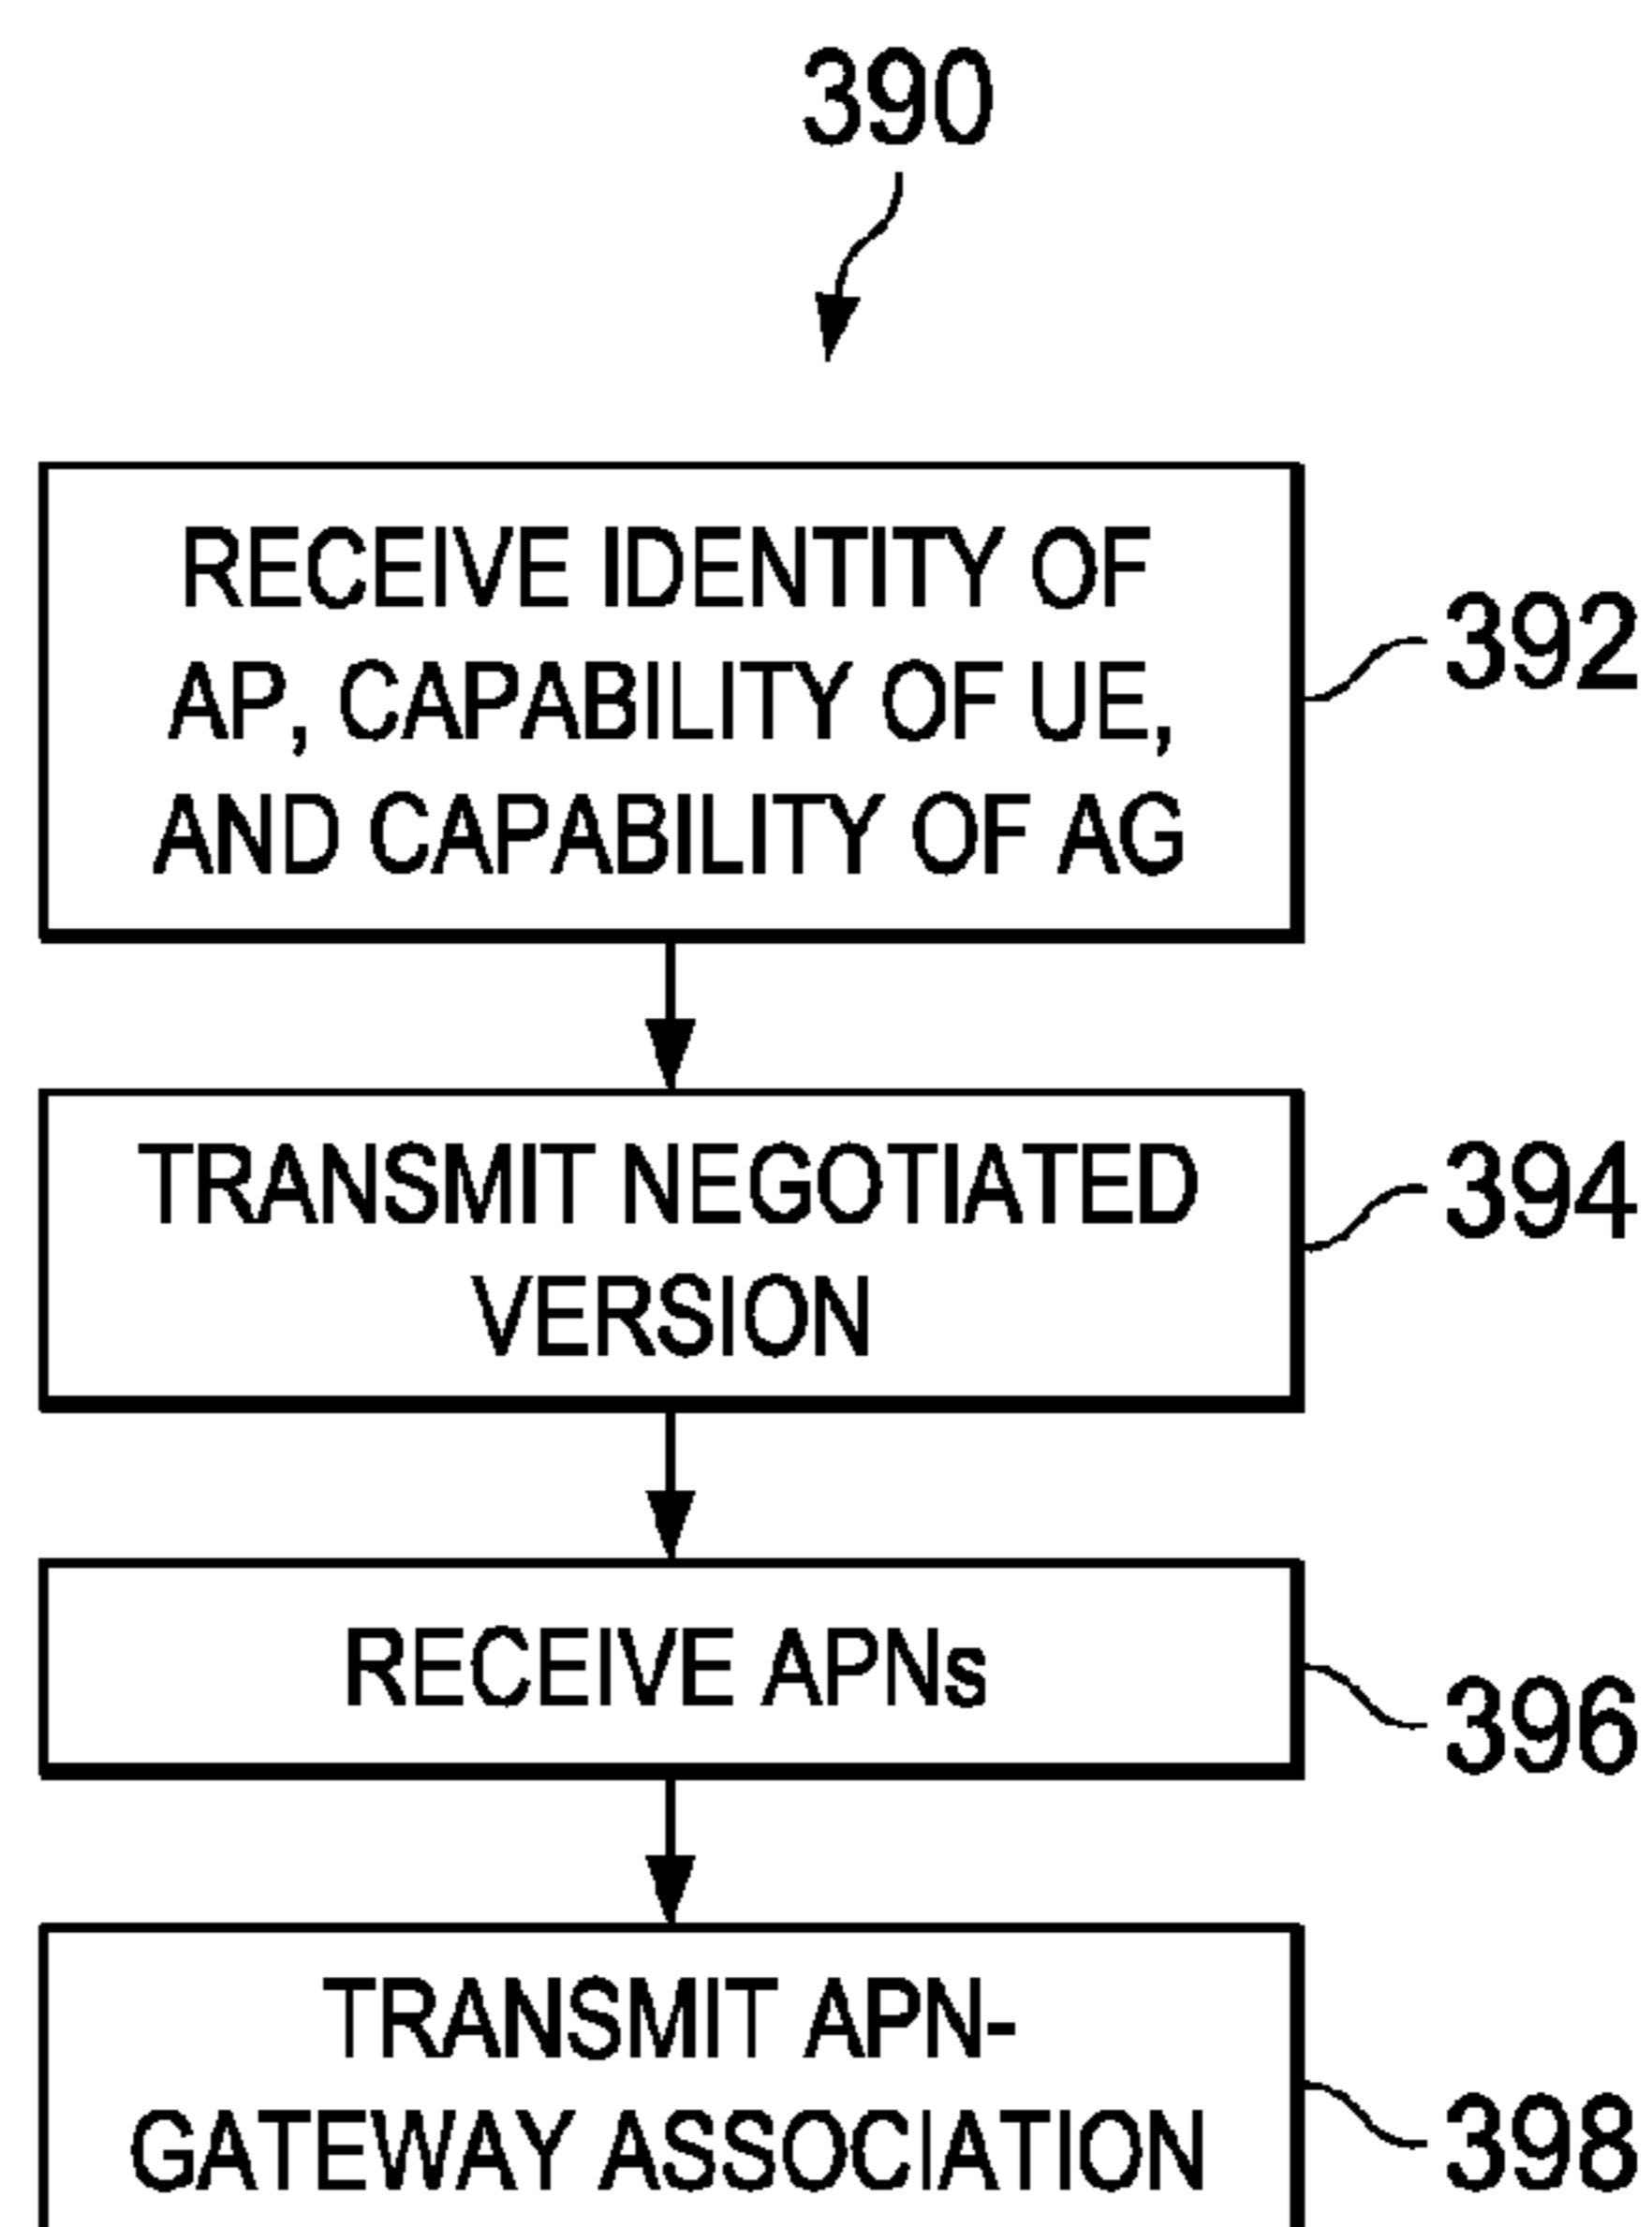 390
RECEIVE IDENTITY OF
AP, CAPABILITY OF UE,
AND CAPABILITY OF AG
392
TRANSMIT NEGOTIATED
VERSION
394
RECEIVE APNs
396
TRANSMIT APN-
GATEWAY ASSOCIATION
398